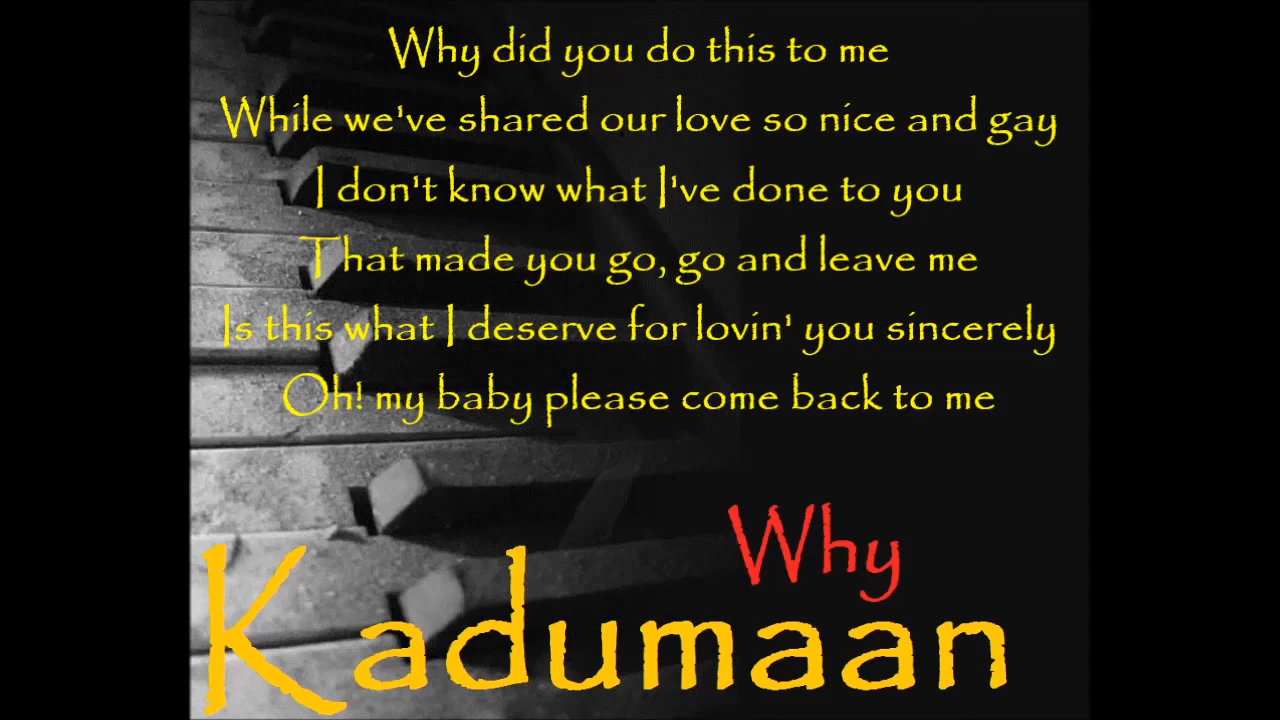 Why did you do this to me
While we've shared our love so nice and gay
I don't know what I've done to you
That made you go, go and leave me
Is this what I deserve for lovin' you sincerely
Oh! my baby please come back to me
Why
Kadumaan